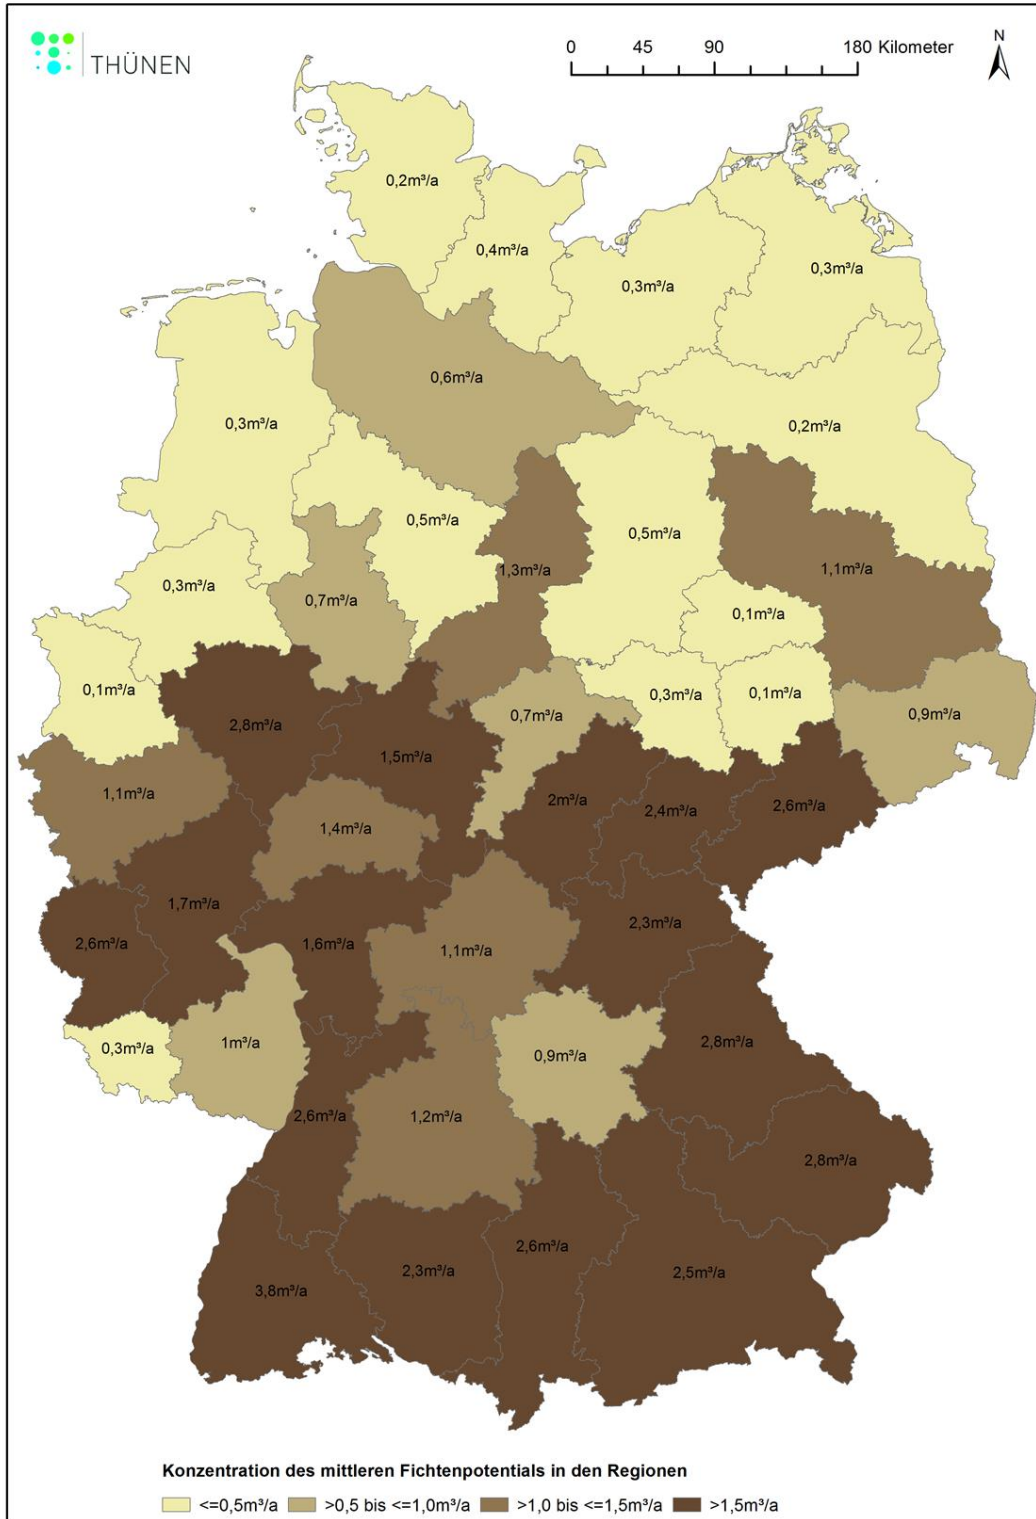 THÜNEN
0 45 90 180 Kilometer
N
0,2m³/a
0,4m³/a
0,3m³/a
0,3m³/a
0,6m³/a
0,3m³/a
0,2m³/a
0,5m³/a
0,5m³/a
1,3m³/a
1,1m³/a
0,3m³/a
0,7m³/a
0,1m³/a
0,1m³/a
0,3m³/a
0,1m³/a
0,7m³/a
0,9m³/a
2,8m³/a
1,5m³/a
1,1m³/a
1,4m³/a
2m³/a
2,4m³/a
2,6m³/a
1,7m³/a
2,6m³/a
1,6m³/a
1,1m³/a
2,3m³/a
0,3m³/a
1m³/a
0,9m³/a
2,8m³/a
2,6m³/a
1,2m³/a
2,8m³/a
2,6m³/a
3,8m³/a
2,3m³/a
2,5m³/a
Konzentration des mittleren Fichtenpotentials in den Regionen
<=0,5m³/a >0,5 bis <=1,0m³/a >1,0 bis <=1,5m³/a >1,5m³/a